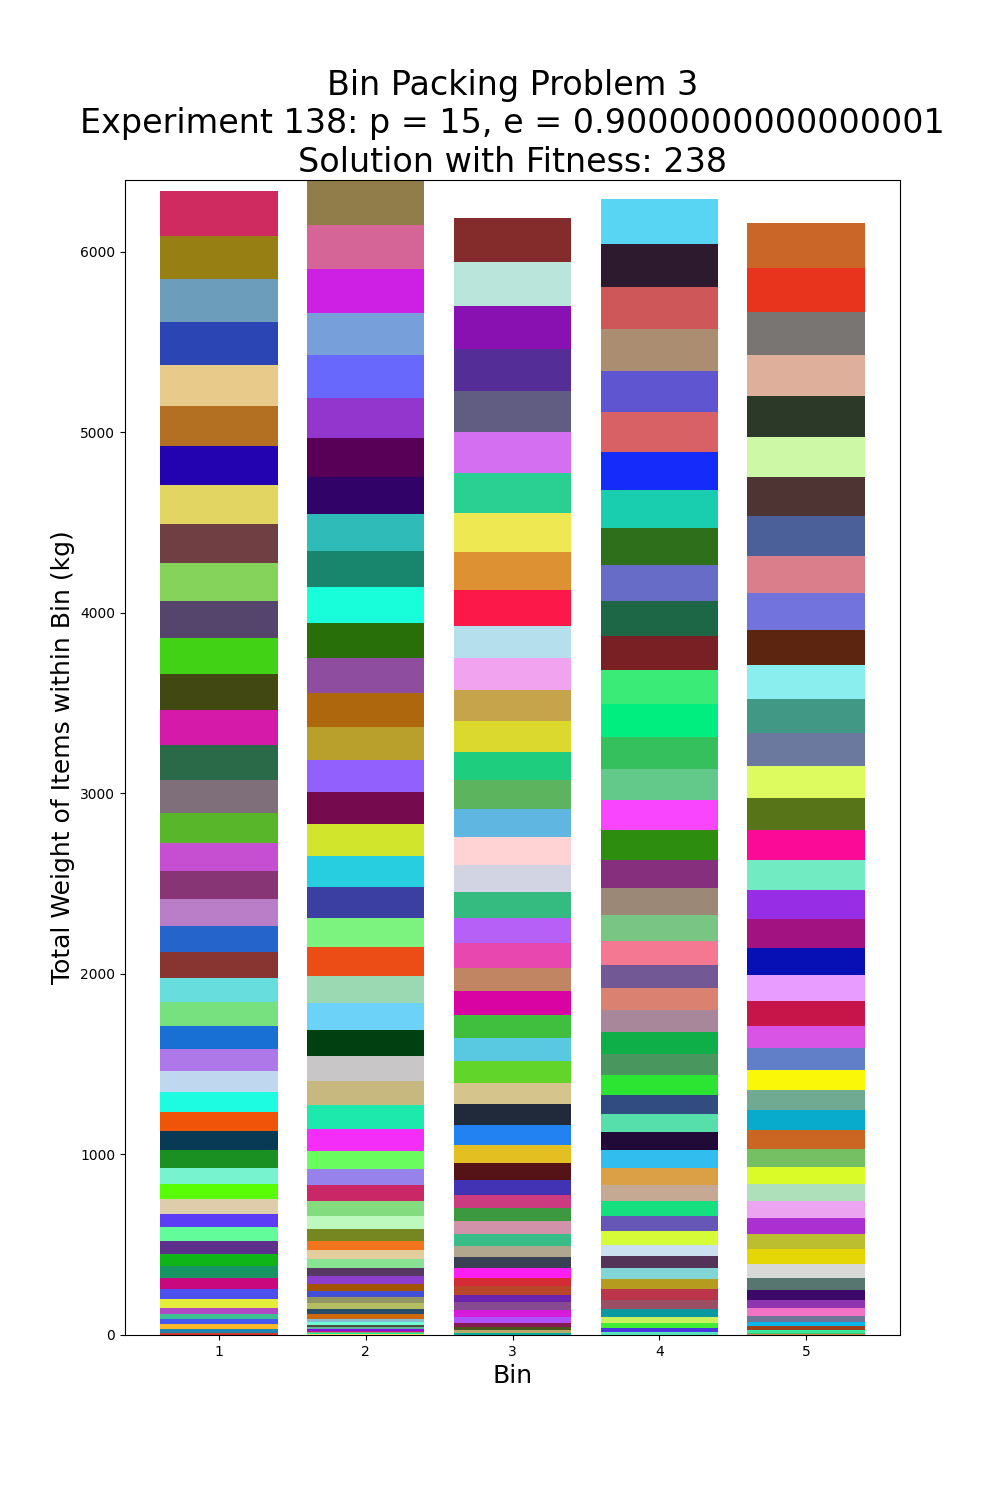 Bin Packing Problem 3
Experiment 138: p = 15, e = 0.9000000000000001
Solution with Fitness: 238
Total Weight of Items within Bin (kg)
6000
5000
4000
3000
2000
1000
0
1 2 3 4 5
Bin